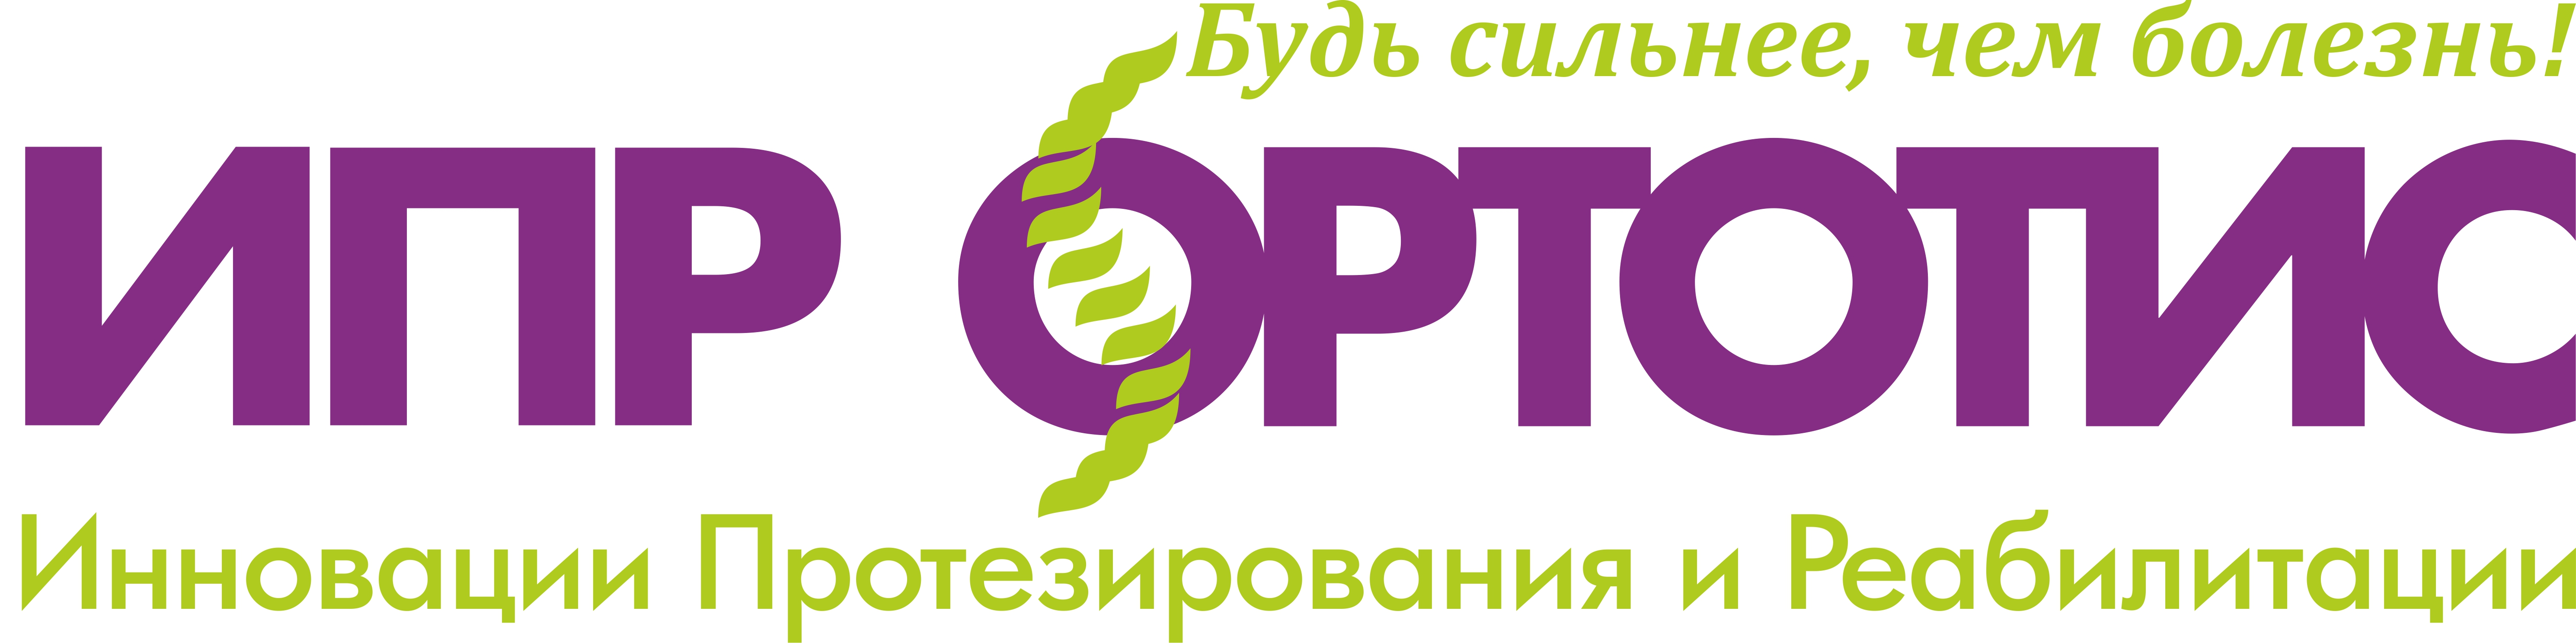 Будь сильнее, чем болезнь!
ИПР ОРТОТИС
Инновации Протезирования и Реабилитации